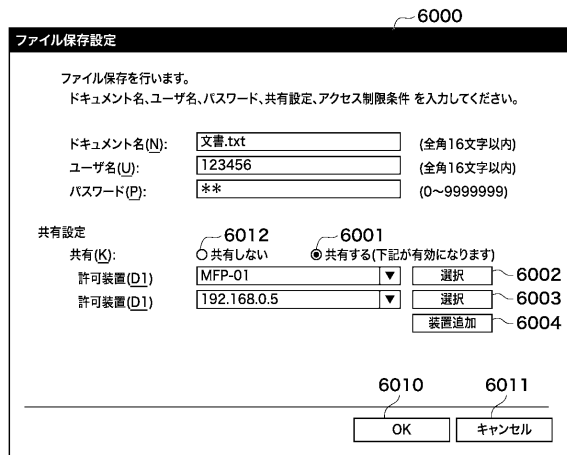 6000
ファイル保存設定
ファイル保存を行います。
ドキュメント名、ユーザ名、パスワード、共有設定、アクセス制限条件 を入力してください。
ドキュメント名(N): 文書.txt (全角16文字以内)
ユーザ名(U): 123456 (全角16文字以内)
パスワード(P): ** (0～9999999)
共有設定 6012 6001
共有(K): 共有しない 共有する(下記が有効になります)
許可装置(D1) MFP-01 ▼ 選択 6002
許可装置(D1) 192.168.0.5 ▼ 選択 6003
装置追加 6004
6010 6011
OK キャンセル